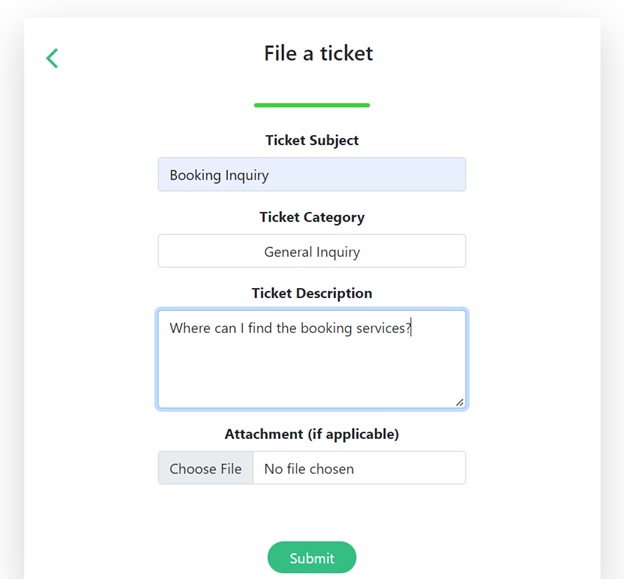 File a ticket
Ticket Subject
Booking Inquiry
Ticket Category
General Inquiry
Ticket Description
Where can I find the booking services?
Attachment (if applicable)
Choose File No file chosen
Submit